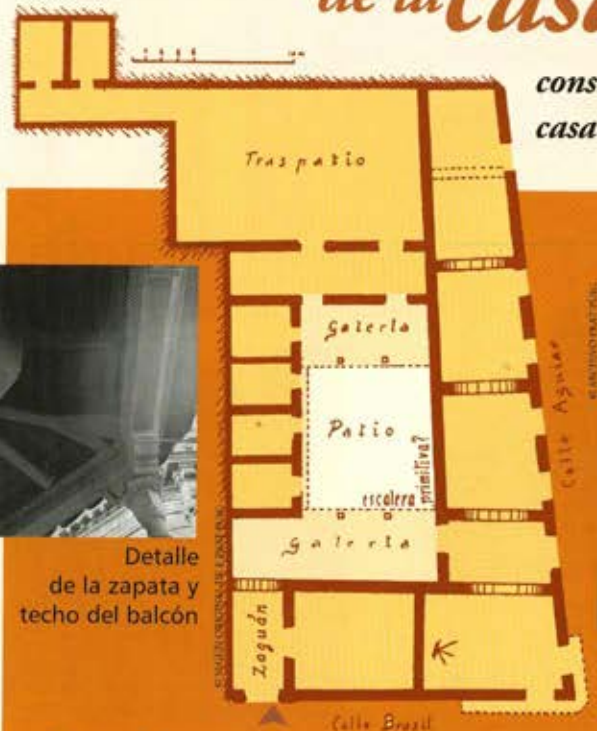 de la Casa
cons
casa
Traspatio
Galería
Patio
escalera
primitiva?
Galería
Zaguán
Calle Aguiar
Calle Brasil
Detalle
de la zapata y
techo del balcón